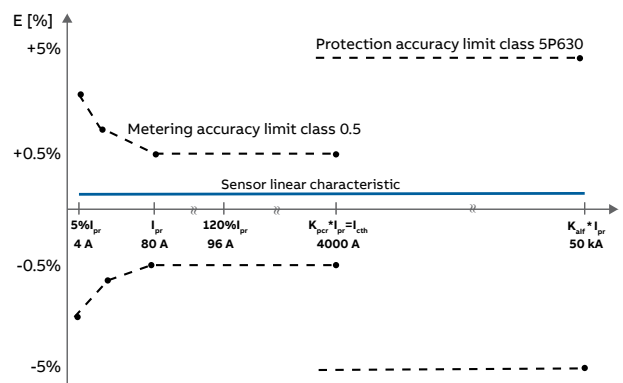 E [%]
+5%
Protection accuracy limit class 5P630
Metering accuracy limit class 0.5
+0.5%
Sensor linear characteristic
5%Ipr
Ipr
120%Ipr
Kpcr*Ipr=Icth
Kalf * Ipr
4 A
80 A
96 A
4000 A
50 kA
-0.5%
-5%